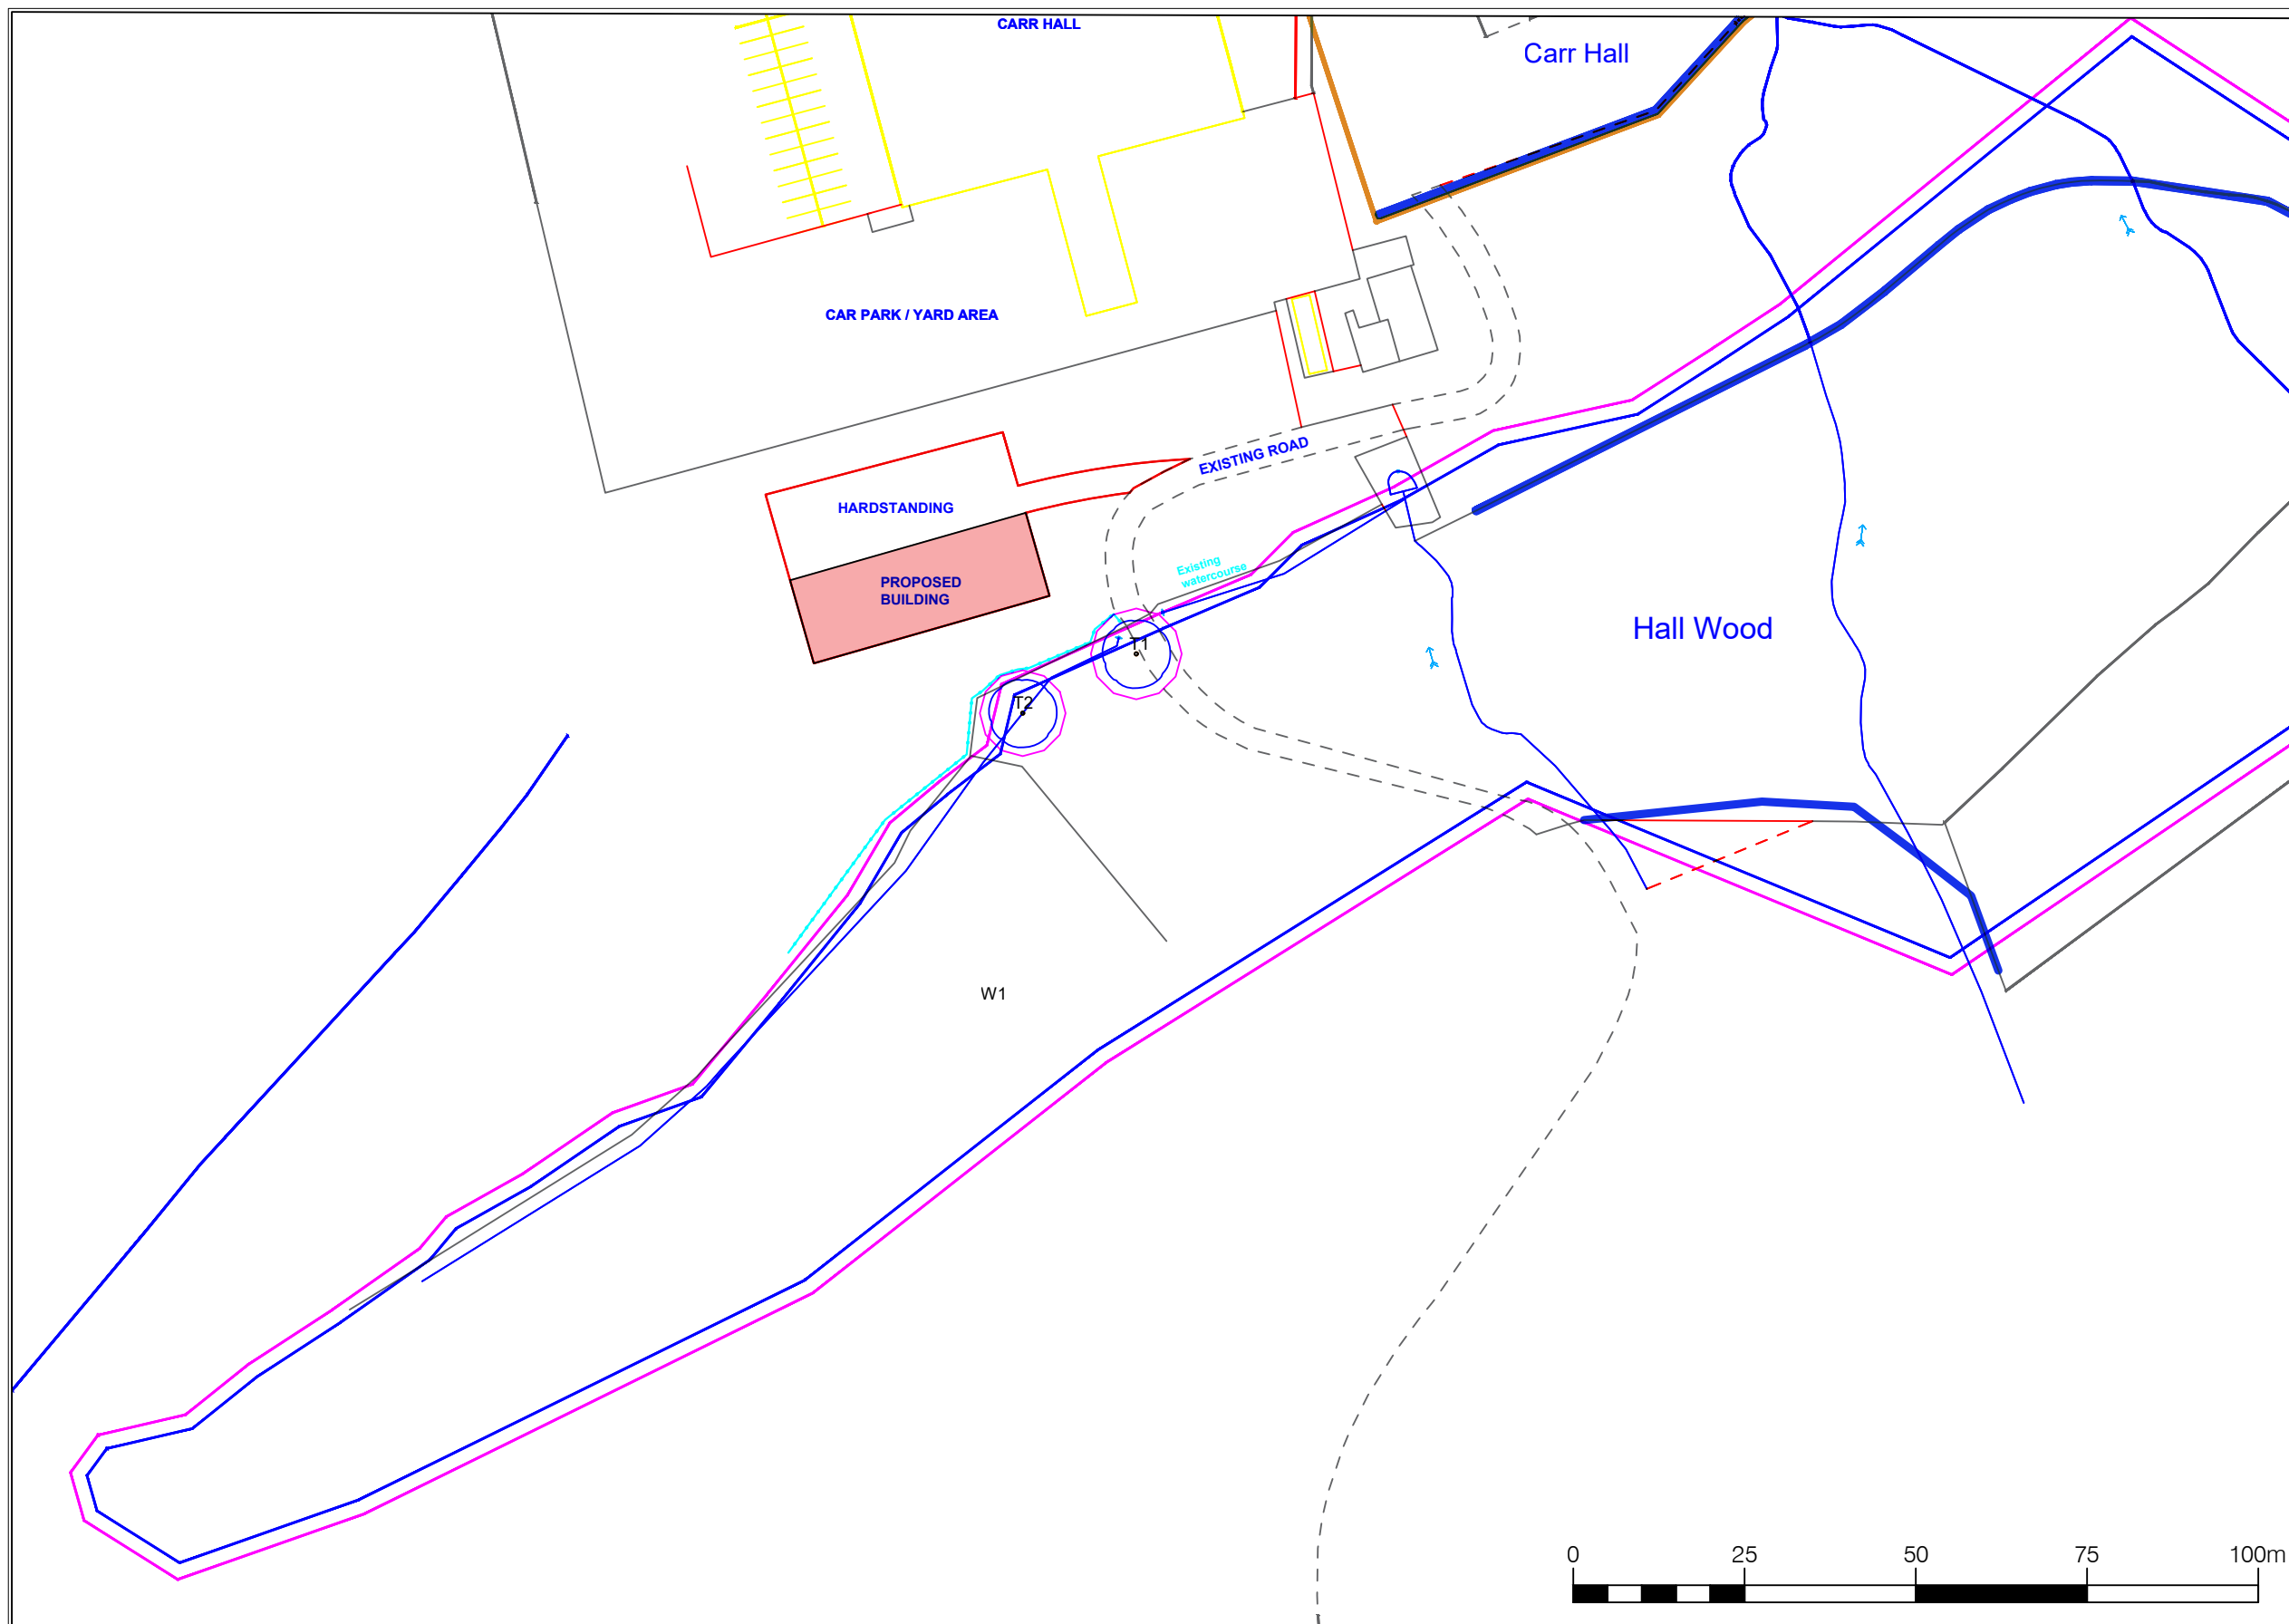 CARR HALL
Carr Hall
CAR PARK / YARD AREA
EXISTING ROAD
HARDSTANDING
Existing
watercourse
PROPOSED
BUILDING
Hall Wood
T1
T2
W1
0 25 50 75 100m